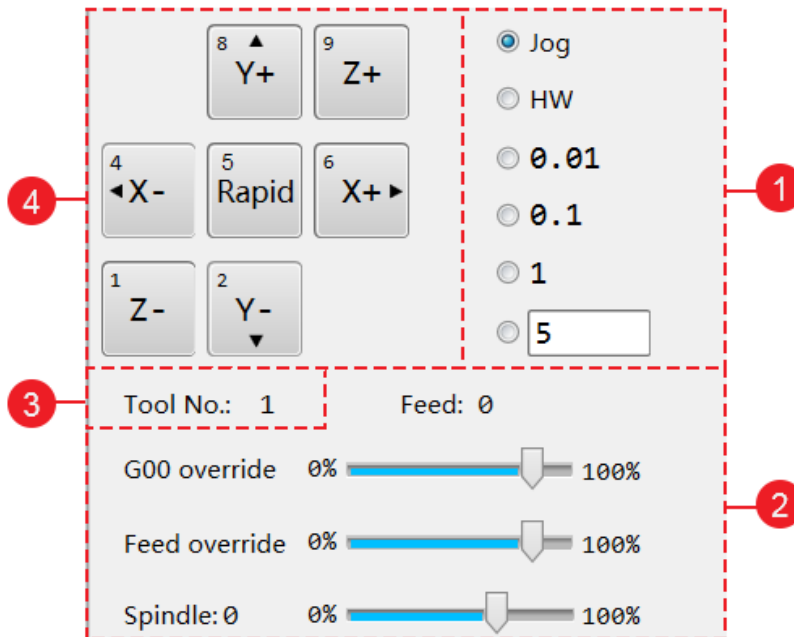 8 ▲ 9
Y+ Z+
4 5 6
◂X- Rapid X+▸
1 2
Z- Y-
▼
Jog
HW
0.01
0.1
1
5
4
1
3
Tool No.: 1 Feed: 0
G00 override 0% 100%
2
Feed override 0% 100%
Spindle: 0 0% 100%